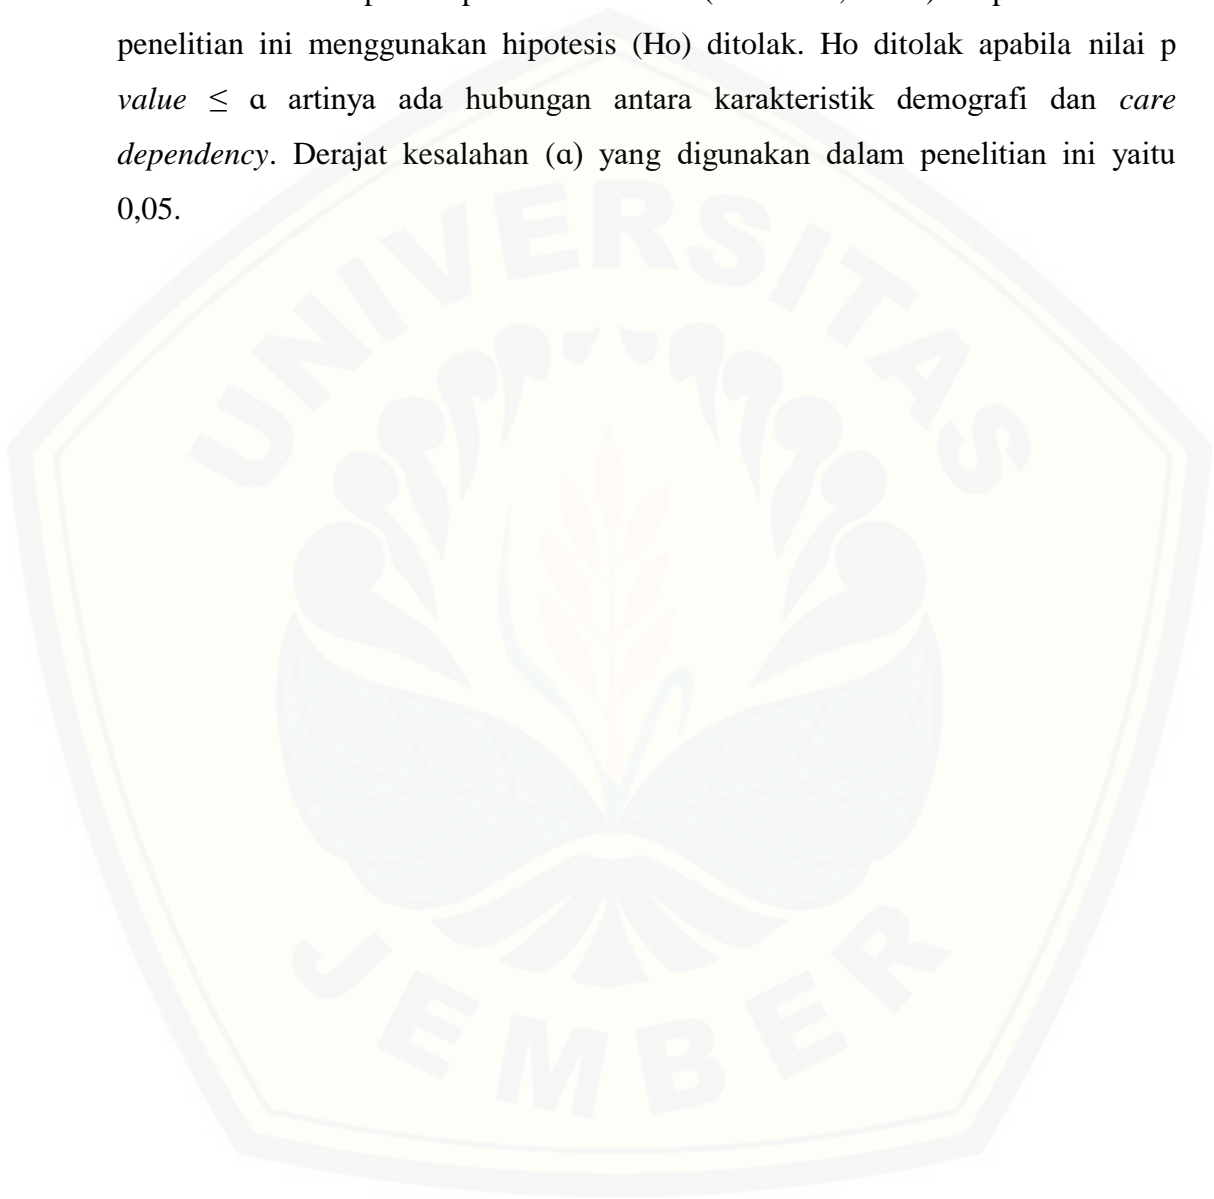 penelitian ini menggunakan hipotesis (Ho) ditolak. Ho ditolak apabila nilai p
value ≤ α artinya ada hubungan antara karakteristik demografi dan care
dependency. Derajat kesalahan (α) yang digunakan dalam penelitian ini yaitu
0,05.
UNIVERSITAS
JEMBER